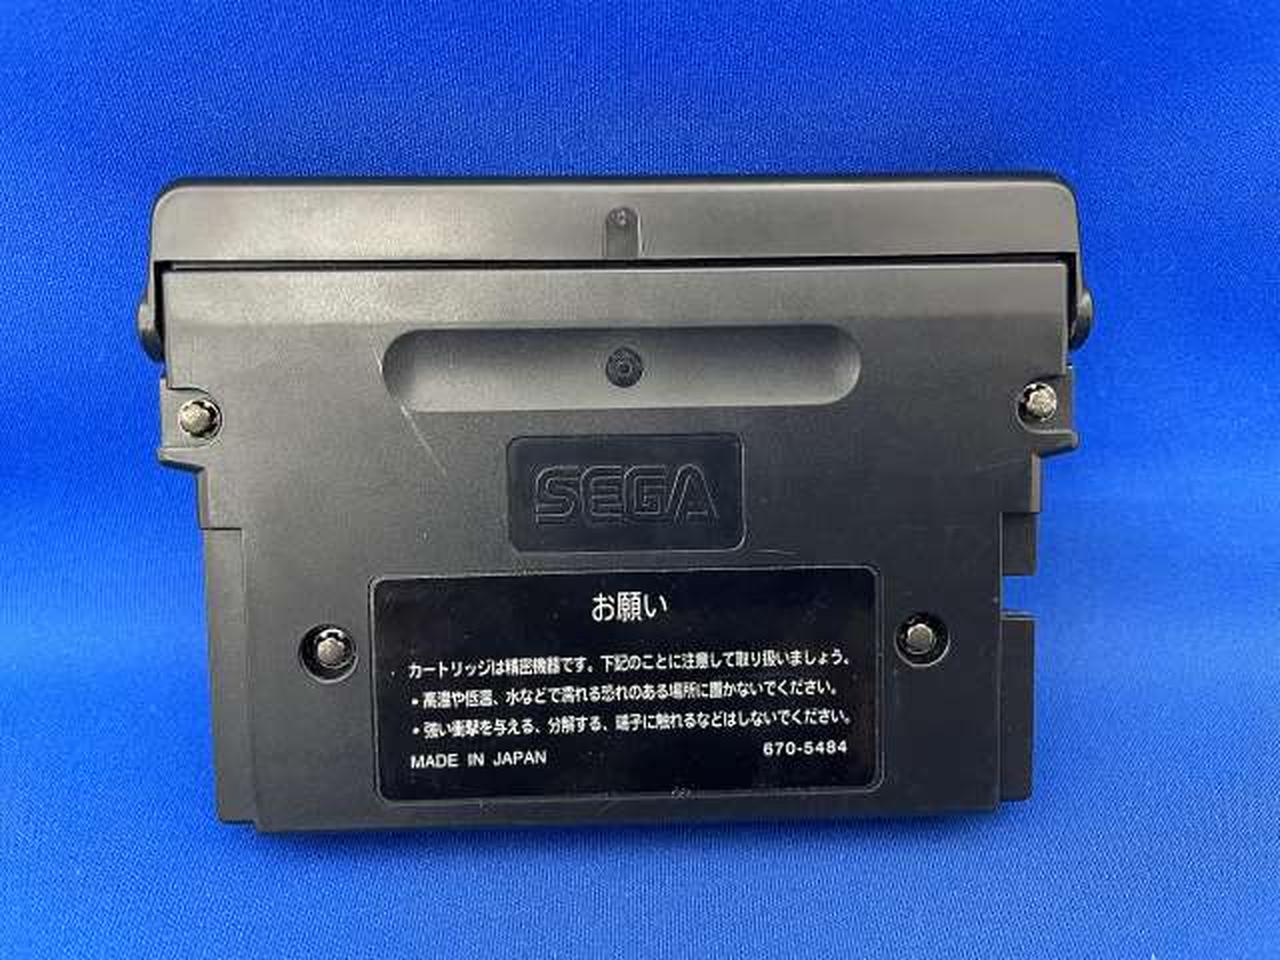 SEGA
お願い
カートリッジは精密機器です。下記のことに注意して取り扱いましょう。
・高温や低温、水などで濡れる恐れのある場所に置かないでください。
・強い衝撃を与える、分解する、端子に触れるなどはしないでください。
MADE IN JAPAN 670-5484